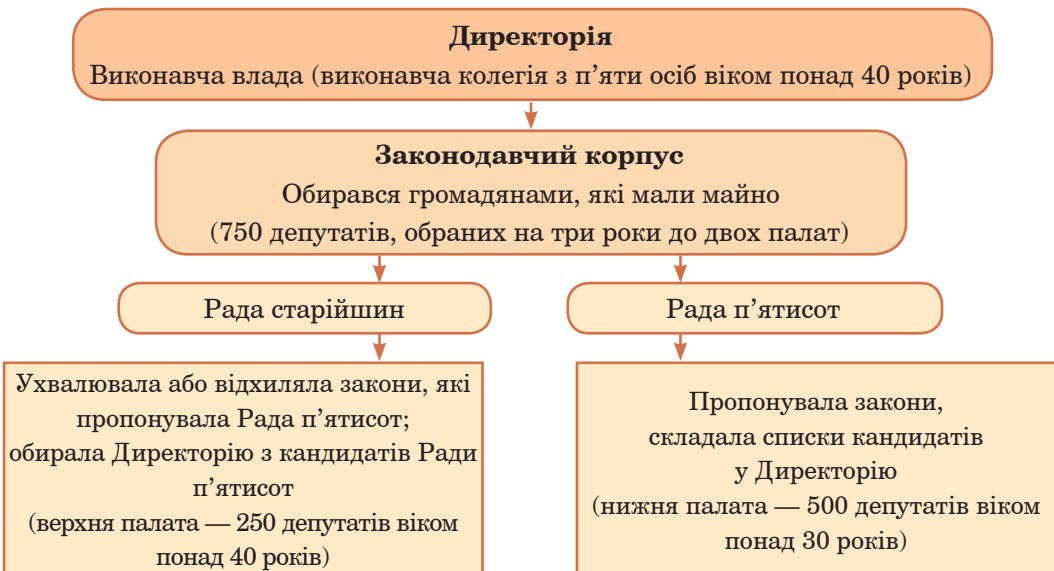 Директорія
Виконавча влада (виконавча колегія з п’яти осіб віком понад 40 років)
Законодавчий корпус
Обирався громадянами, які мали майно
(750 депутатів, обраних на три роки до двох палат)
Рада старійшин
Рада п’ятисот
Ухвалювала або відхиляла закони, які
пропонувала Рада п’ятисот;
обирала Директорію з кандидатів Ради
п’ятисот
(верхня палата — 250 депутатів віком
понад 40 років)
Пропонувала закони,
складала списки кандидатів
у Директорію
(нижня палата — 500 депутатів віком
понад 30 років)